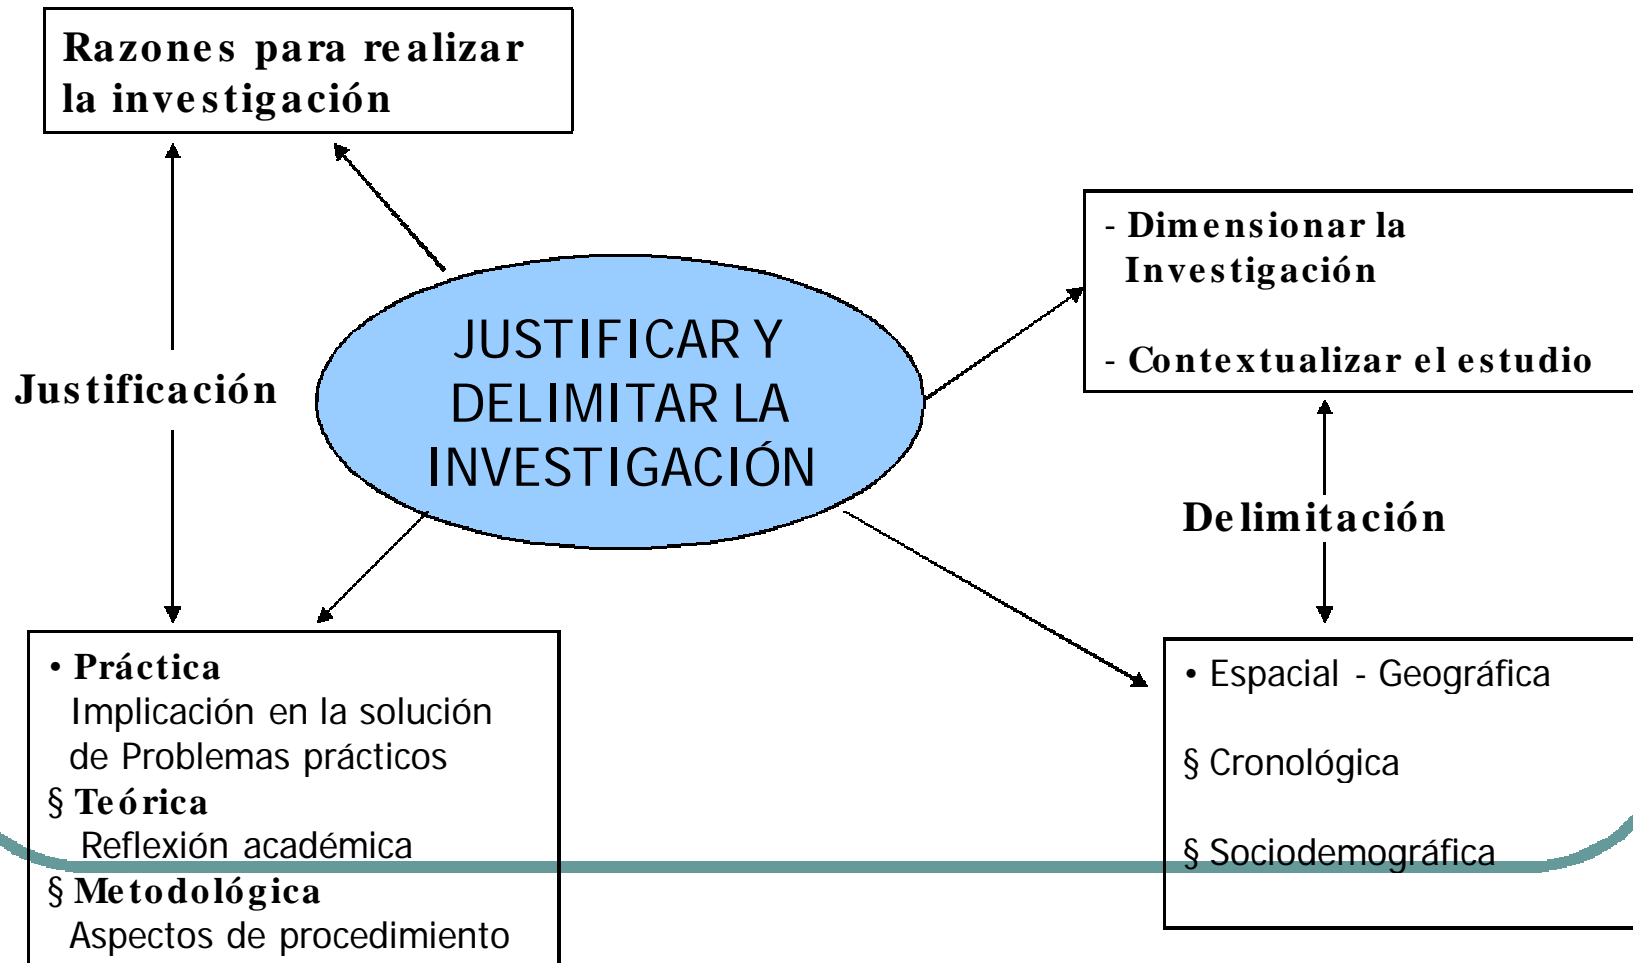 Razones para realizar
la investigación
- Dimensionar la
Investigación
- Contextualizar el estudio
JUSTIFICAR Y
DELIMITAR LA
INVESTIGACIÓN
Justificación
Delimitación
• Práctica
Implicación en la solución
de Problemas prácticos
§ Teórica
Reflexión académica
§ Metodológica
Aspectos de procedimiento
• Espacial - Geográfica
§ Cronológica
§ Sociodemográfica